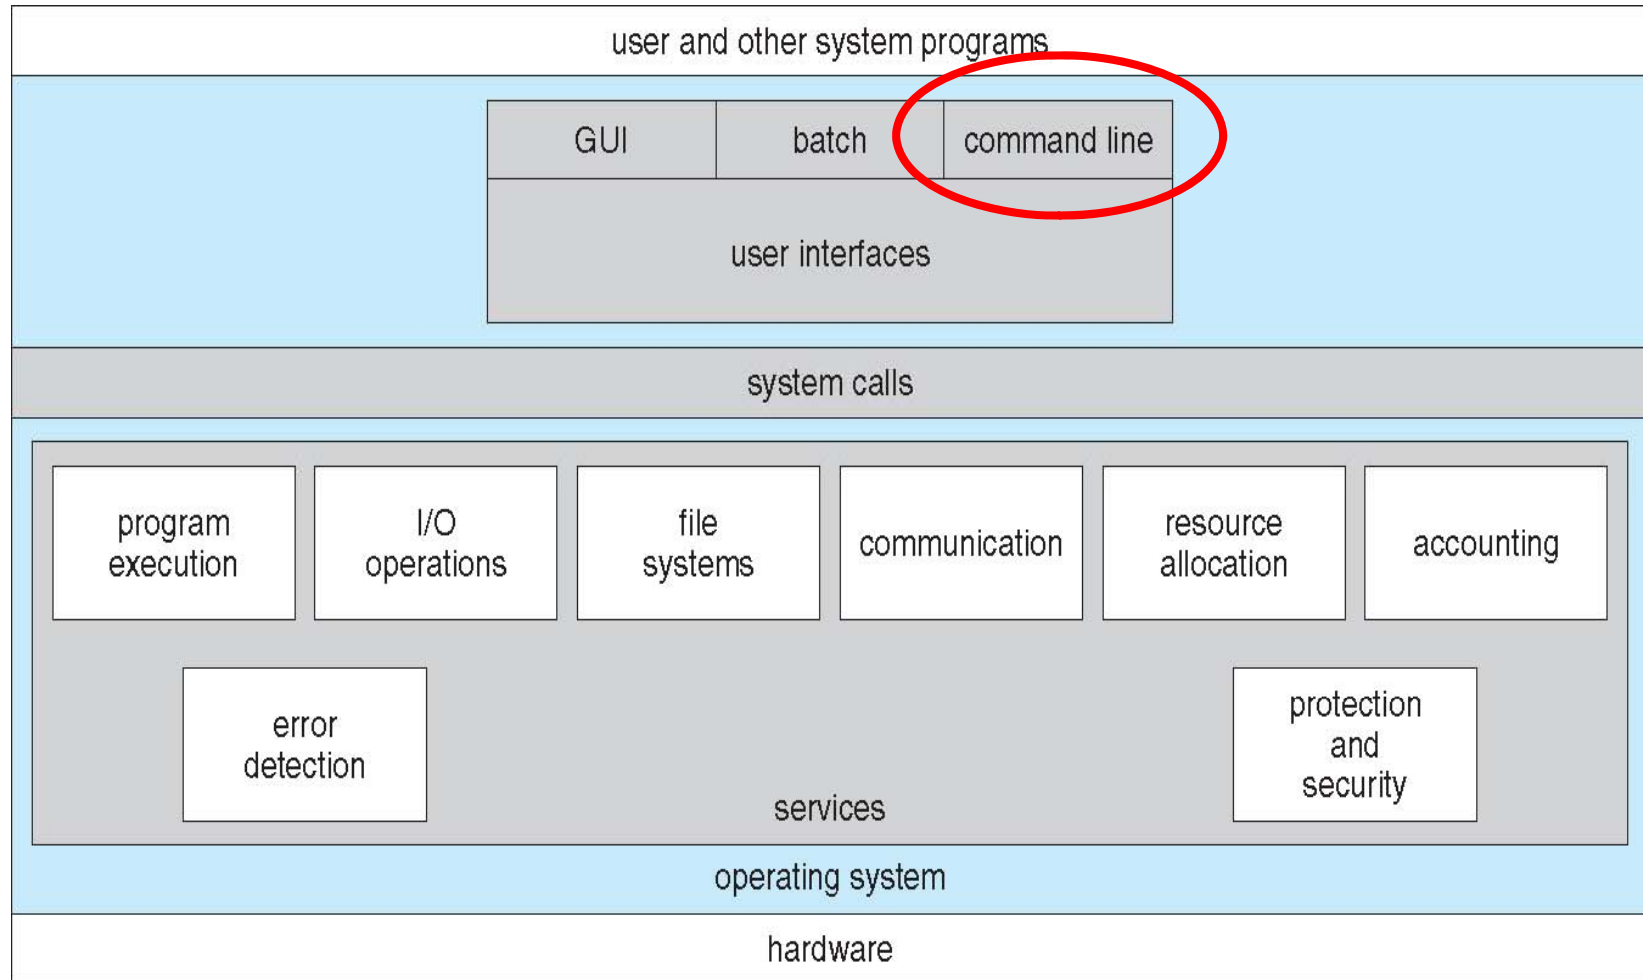 user and other system programs
GUI
batch
command line
user interfaces
system calls
program
execution
I/O
operations
file
systems
communication
resource
allocation
accounting
error
detection
protection
and
security
services
operating system
hardware